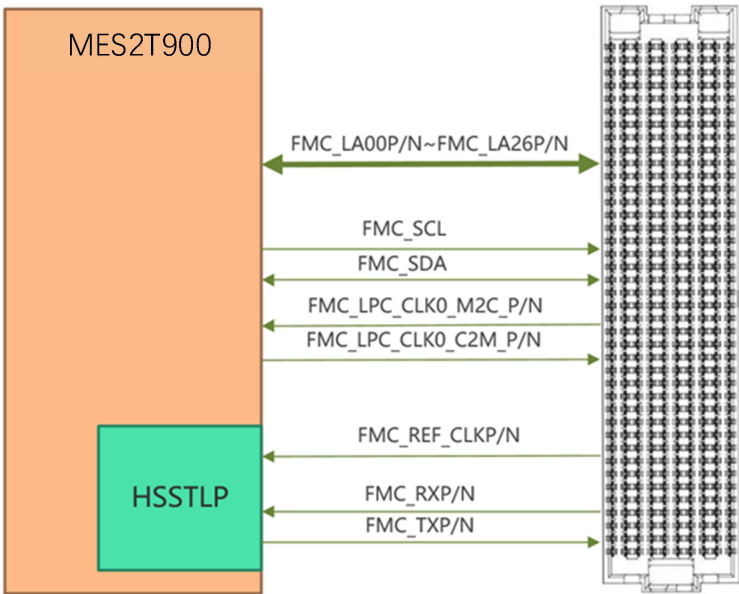 MES2T900
FMC_LA00P/N~FMC_LA26P/N
FMC_SCL
FMC_SDA
FMC_LPC_CLK0_M2C_P/N
FMC_LPC_CLK0_C2M_P/N
FMC_REF_CLKP/N
HSSTLP
FMC_RXP/N
FMC_TXP/N